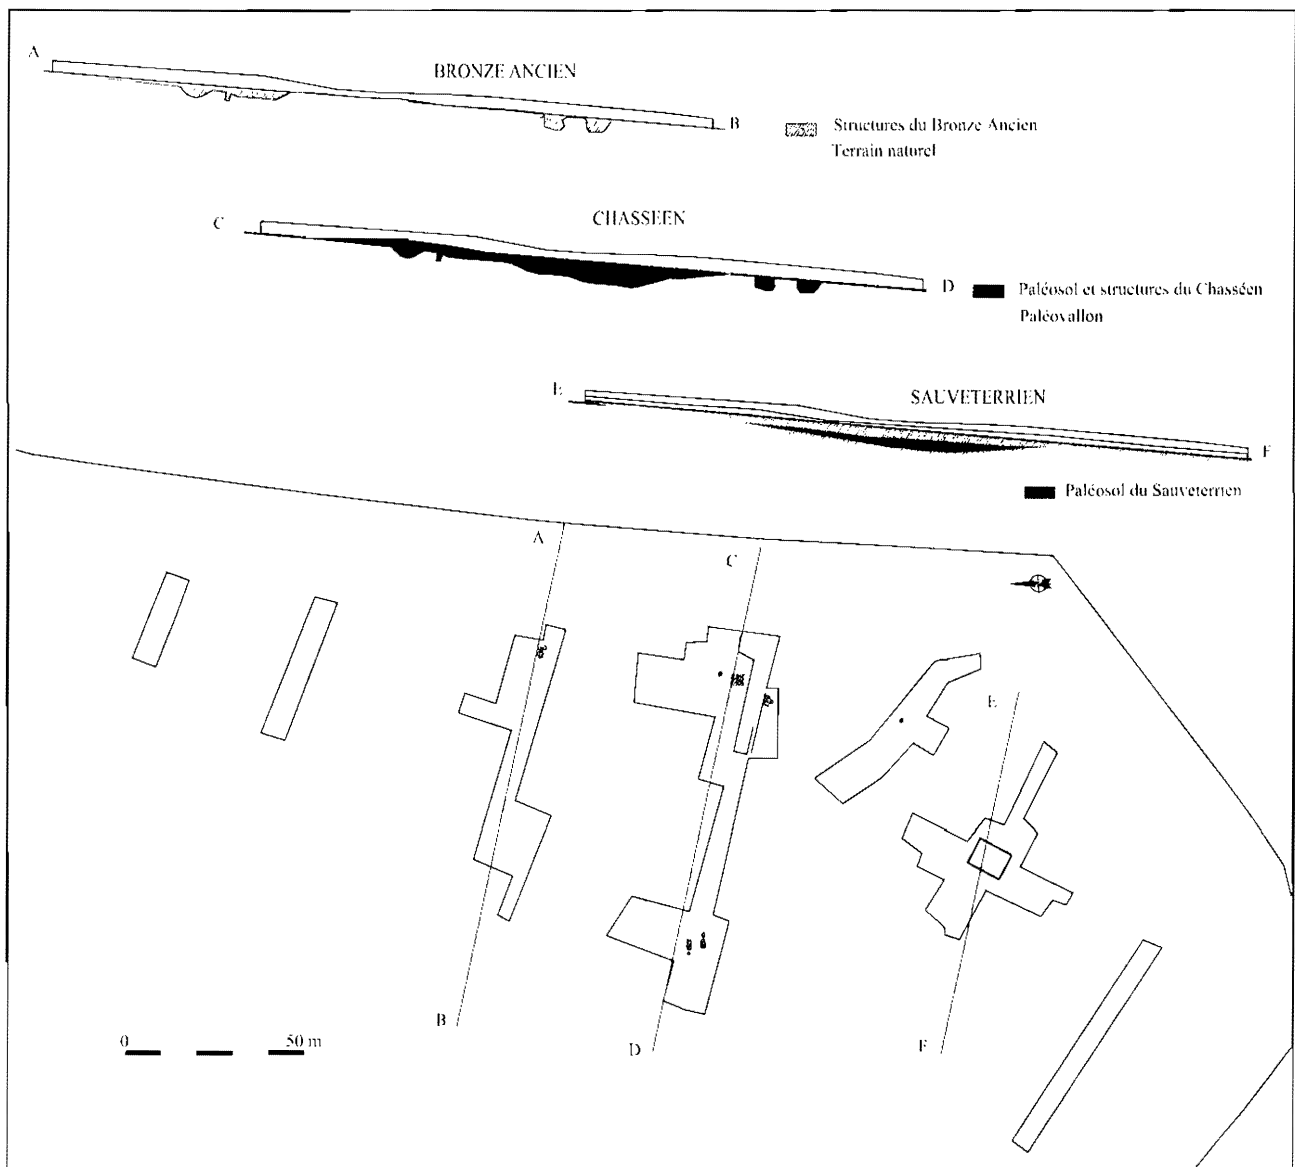 A
BRONZE ANCIEN
B
Structures du Bronze Ancien
Terrain naturel
C
CHASSEEN
D
Paléosol et structures du Chasséen
Paléovallon
E
SAUVETERRIEN
F
Paléosol du Sauveterrien
A
C
E
B
D
F
0 50 m